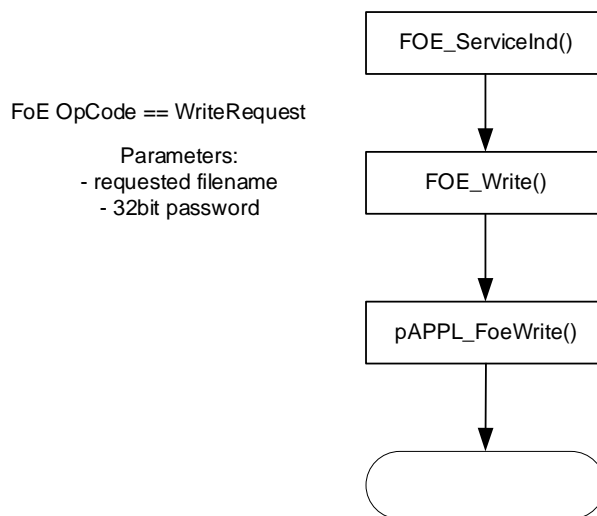 FOE_ServiceInd()
FoE OpCode == WriteRequest
Parameters:
- requested filename
- 32bit password
FOE_Write()
pAPPL_FoeWrite()